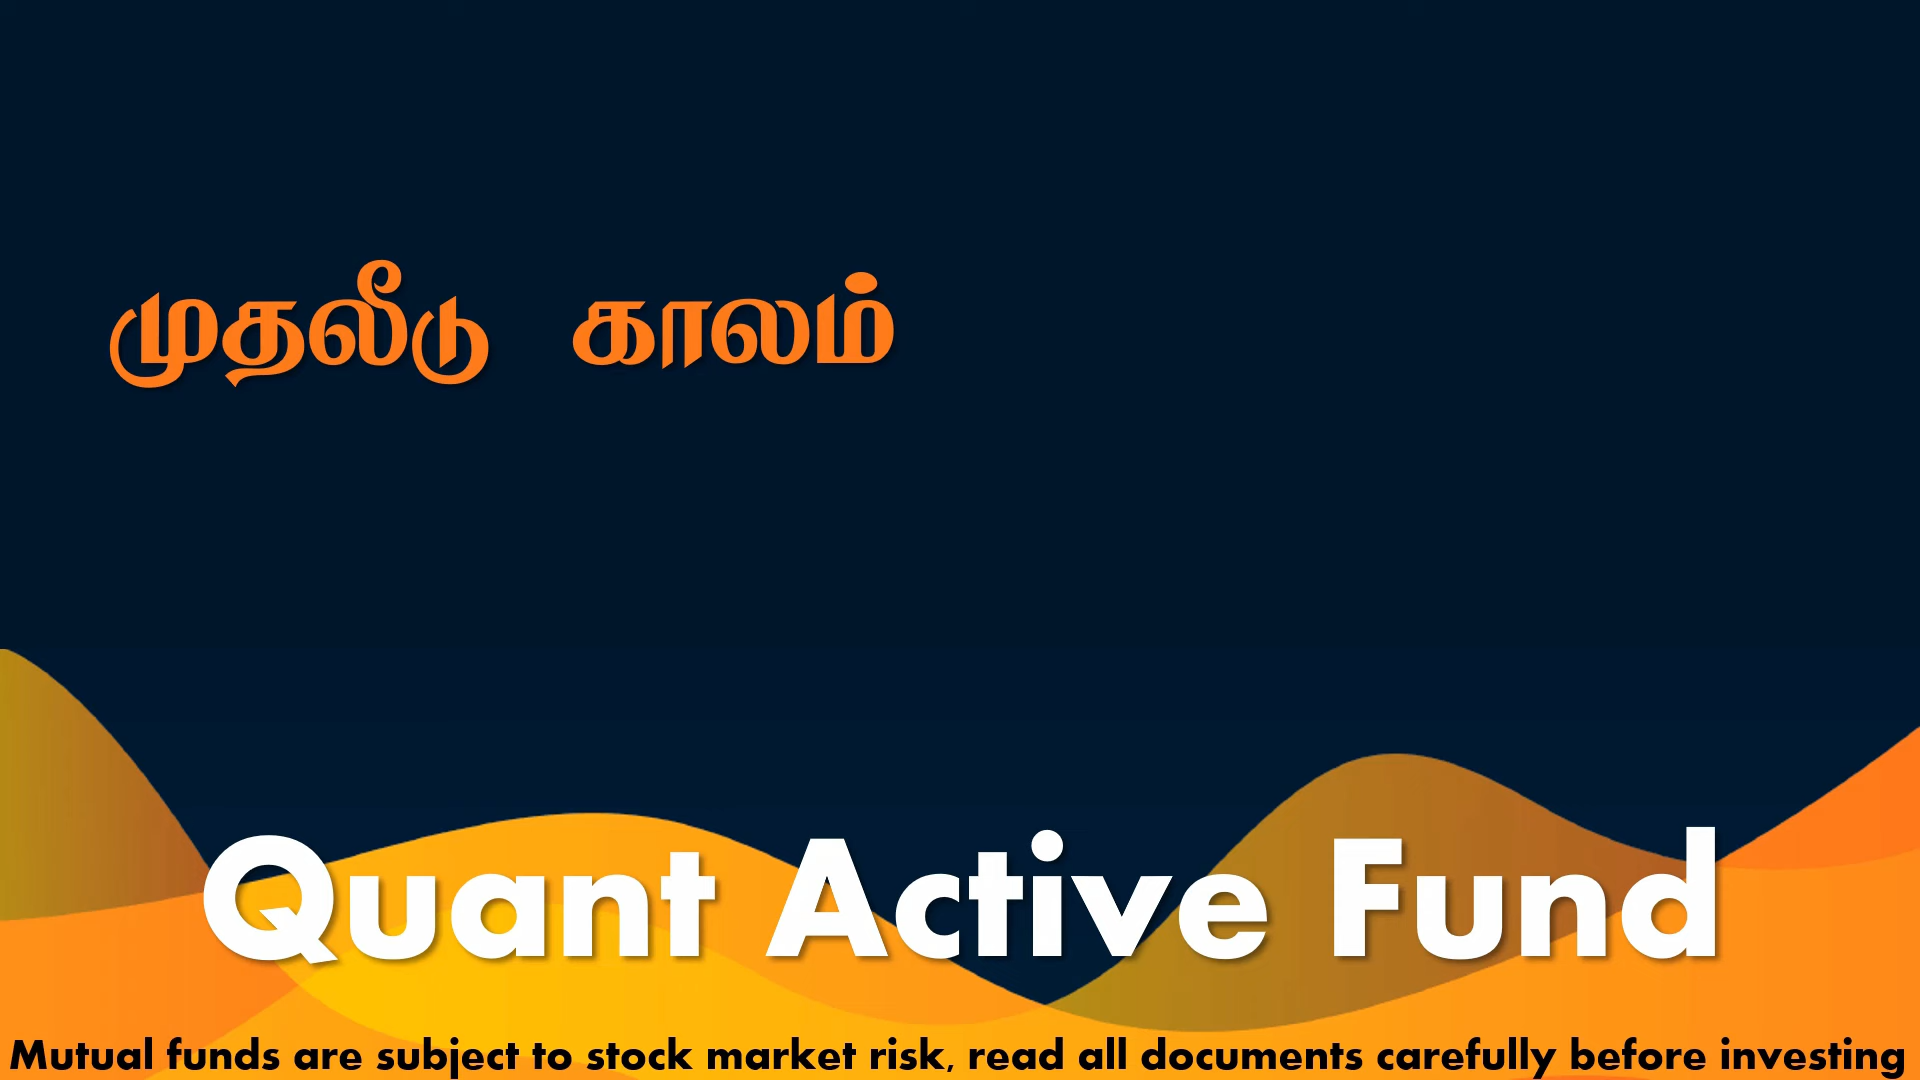 முதலீடு காலம்
Quant Active Fund
Mutual funds are subject to stock market risk, read all documents carefully before investing